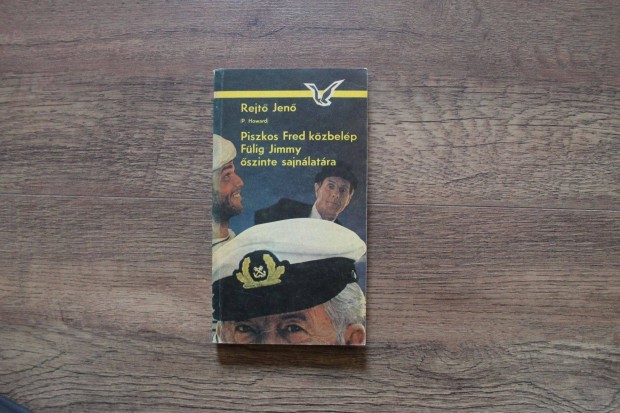 Rejtő Jenő
(P. Howard)
Piszkos Fred közbelép
Fülig Jimmy
őszinte sajnálatára